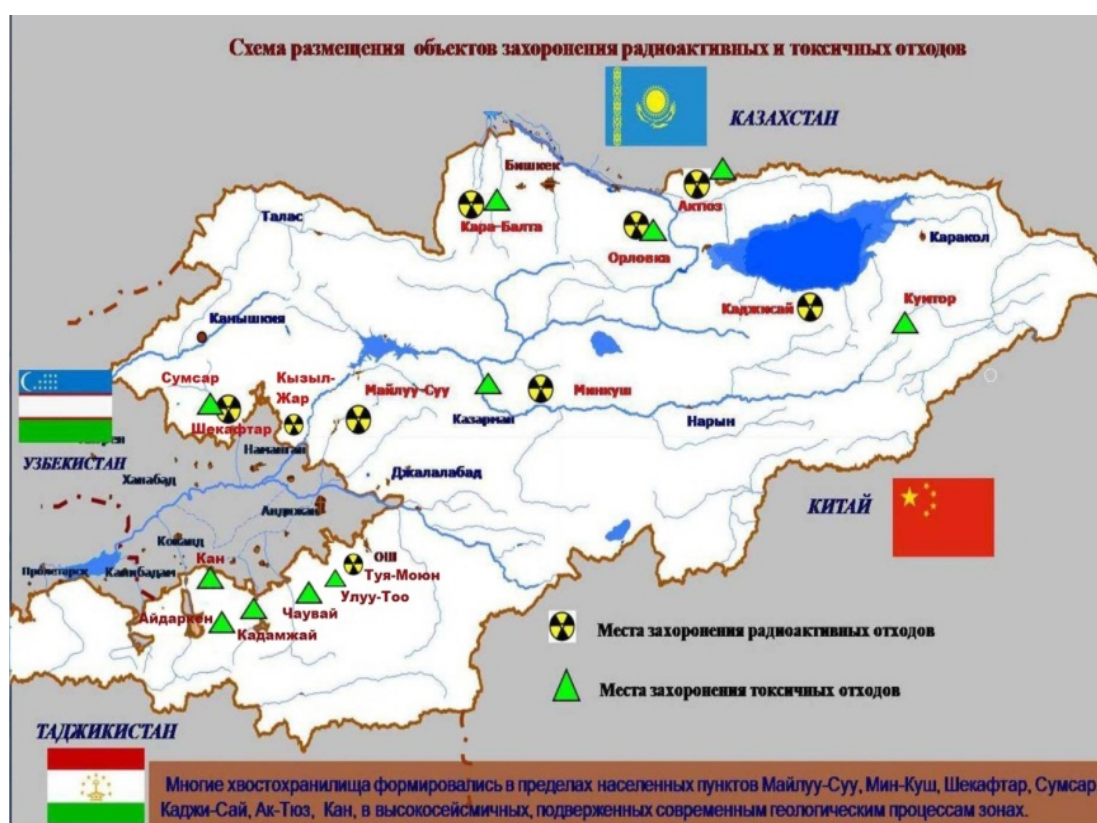 Схема размещения объектов захоронения радиоактивных и токсичных отходов
КАЗАХСТАН
Бишкек
Актюз
Талас
Кара-Балта
Орловка
Каракол
Каджисай
Кумтор
Канышкия
Сумсар
Кызыл-
Жар
Майлуу-Суу
Минкуш
Казарман
Нарын
Шекафтар
Наманган
УЗБЕКИСТАН
Ханабад
Джалалабад
КИТАЙ
Андижан
Коканд
Кан
ОШ
Туя-Моюн
Пролетарск
Канибадам
Улуу-Тоо
Айдаркен
Чаувай
Кадамжай
Места захоронения радиоактивных отходов
Места захоронения токсичных отходов
ТАДЖИКИСТАН
Многие хвостохранилища формировались в пределах населенных пунктов Майлуу-Суу, Мин-Куш, Шекафтар, Сумсар
Каджи-Сай, Ак-Тюз, Кан, в высокосейсмичных, подверженных современным геологическим процессам зонах.